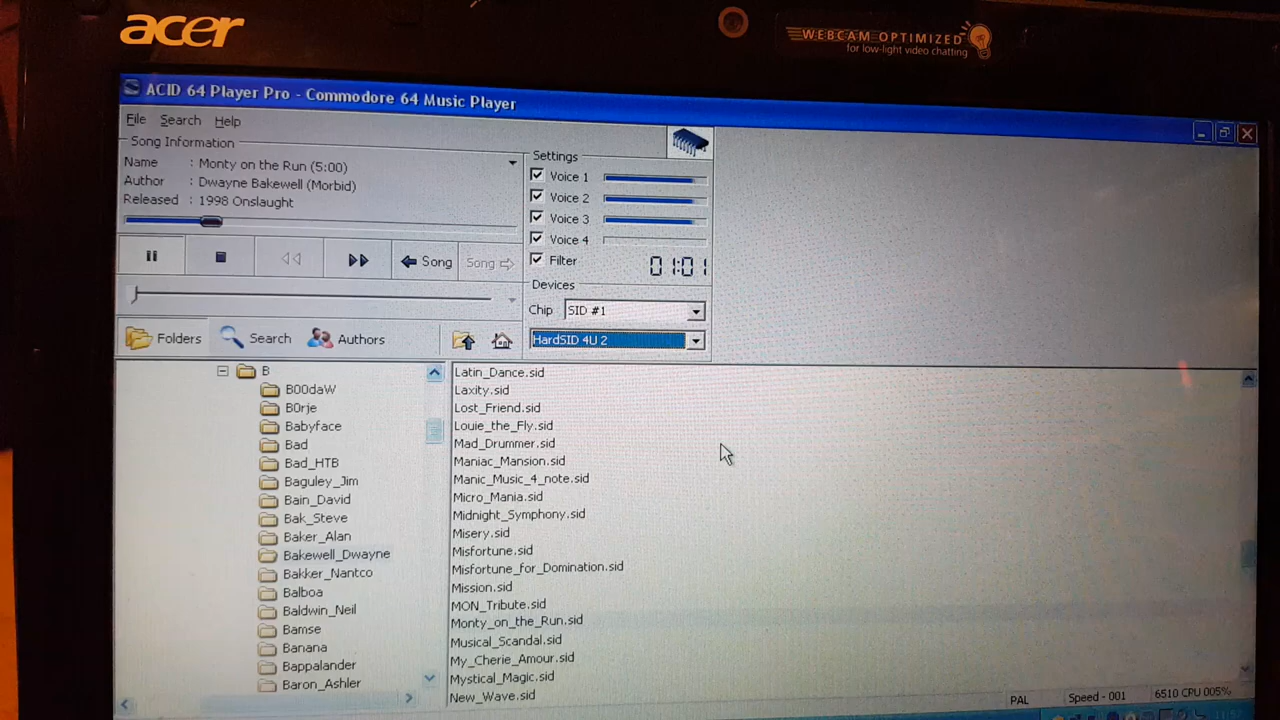 acer
WEBCAM OPTIMIZED
for low-light video chatting
ACID 64 Player Pro - Commodore 64 Music Player
File Search Help
Song Information
Name : Monty on the Run (5:00)
Author : Dwayne Bakewell (Morbid)
Released : 1998 Onslaught
Settings
Voice 1
Voice 2
Voice 3
Voice 4
Filter 01:01
Song Song
Devices
Chip SID #1
HardSID 4U 2
Folders Search Authors
B
B00daW
B0rje
Babyface
Bad
Bad_HTB
Baguley_Jim
Bain_David
Bak_Steve
Baker_Alan
Bakewell_Dwayne
Bakker_Nantco
Balboa
Baldwin_Neil
Bamse
Banana
Bappalander
Baron_Ashler
Latin_Dance.sid
Laxity.sid
Lost_Friend.sid
Louie_the_Fly.sid
Mad_Drummer.sid
Maniac_Mansion.sid
Manic_Music_4_note.sid
Micro_Mania.sid
Midnight_Symphony.sid
Misery.sid
Misfortune.sid
Misfortune_for_Domination.sid
Mission.sid
MON_Tribute.sid
Monty_on_the_Run.sid
Musical_Scandal.sid
My_Cherie_Amour.sid
Mystical_Magic.sid
New_Wave.sid
PAL Speed - 001 6510 CPU 005%